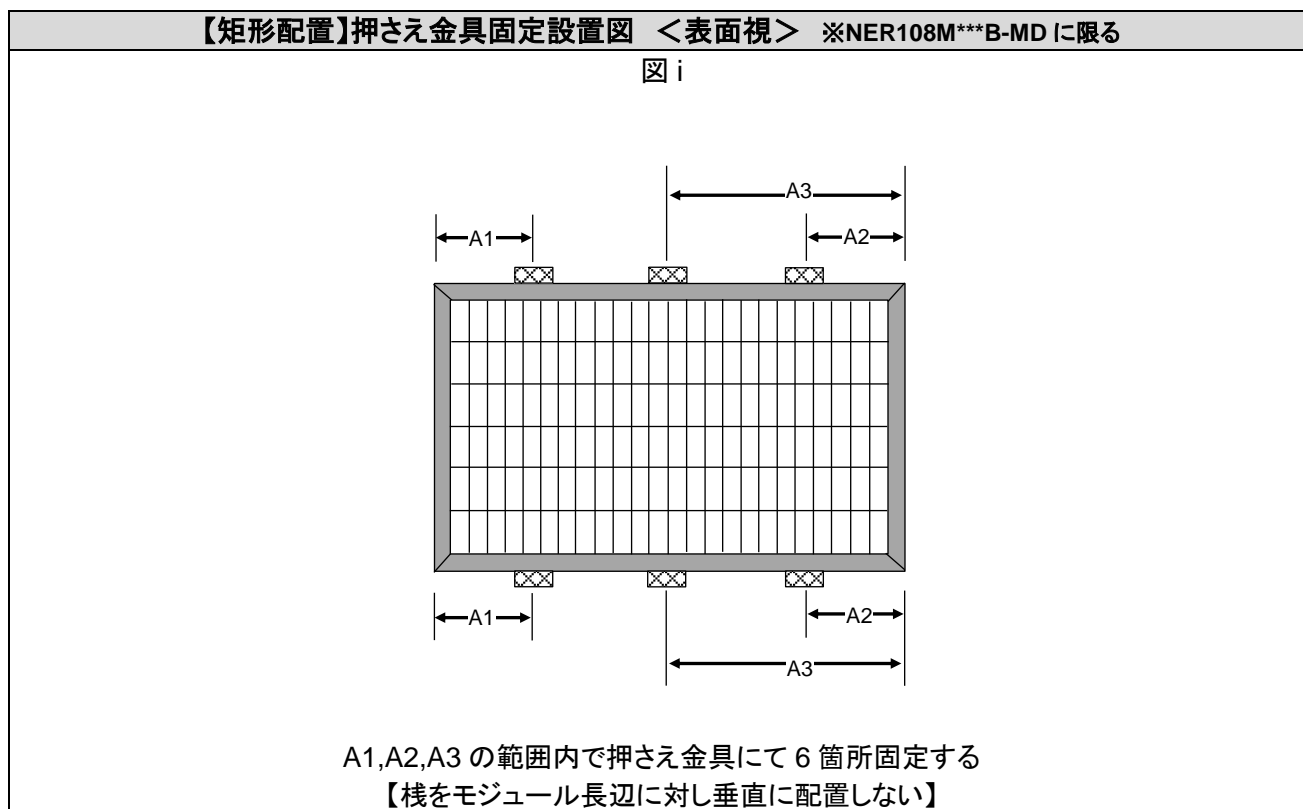 【矩形配置】押さえ金具固定設置図 ＜表面視＞ ※NER108M***B-MD に限る
図 i
A3
A1
A2
A1
A2
A3
A1,A2,A3 の範囲内で押さえ金具にて 6 箇所固定する
【桟をモジュール長辺に対し垂直に配置しない】